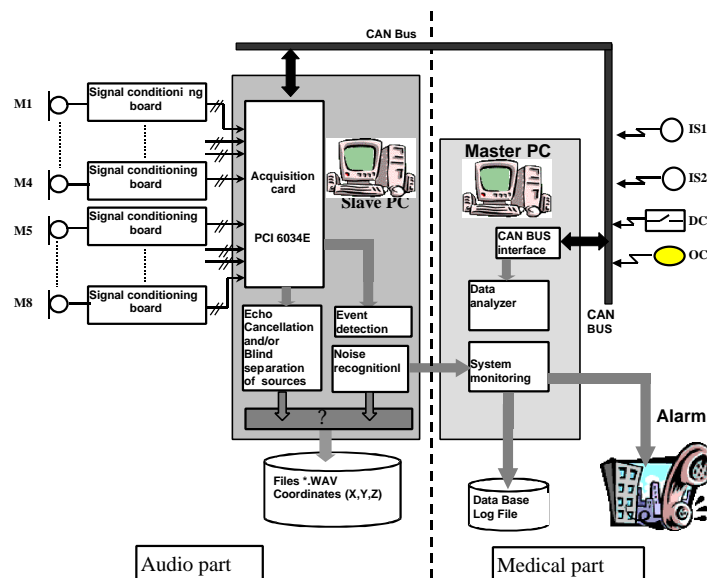 CAN Bus
M1
Signal conditioni ng
board
M4
Signal conditioning
board
M5
Signal conditioning
board
M8
Signal conditioning
board
Acquisition
card
PCI 6034E
Slave PC
Echo
Cancellation
and/or
Blind
separation
of sources
Event
detection
Noise
recognitionl
?
Files *.WAV
Coordinates (X,Y,Z)
Audio part
Master PC
CAN BUS
interface
Data
analyzer
System
monitoring
Data Base
Log File
Medical part
IS1
IS2
DC
OC
CAN
BUS
Alarm